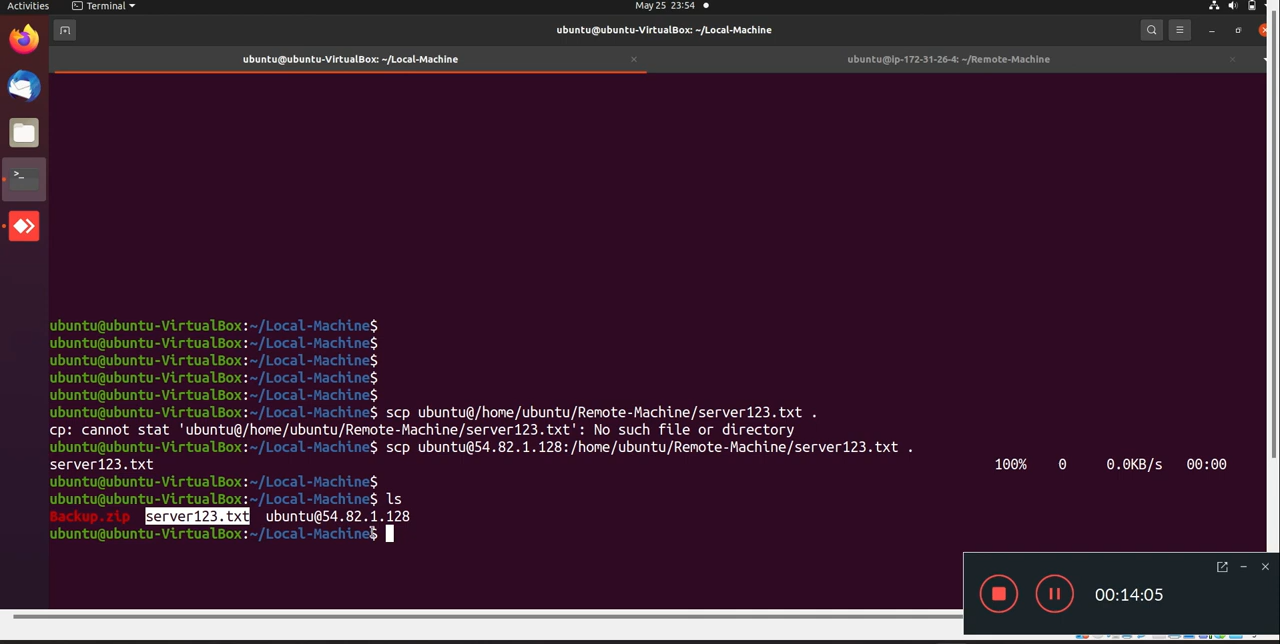 Activities Terminal May 25 23:54
ubuntu@ubuntu-VirtualBox: ~/Local-Machine
ubuntu@ubuntu-VirtualBox: ~/Local-Machine ubuntu@ip-172-31-26-4: ~/Remote-Machine
ubuntu@ubuntu-VirtualBox:~/Local-Machine$
ubuntu@ubuntu-VirtualBox:~/Local-Machine$
ubuntu@ubuntu-VirtualBox:~/Local-Machine$
ubuntu@ubuntu-VirtualBox:~/Local-Machine$
ubuntu@ubuntu-VirtualBox:~/Local-Machine$
ubuntu@ubuntu-VirtualBox:~/Local-Machine$ scp ubuntu@/home/ubuntu/Remote-Machine/server123.txt .
cp: cannot stat 'ubuntu@/home/ubuntu/Remote-Machine/server123.txt': No such file or directory
ubuntu@ubuntu-VirtualBox:~/Local-Machine$ scp ubuntu@54.82.1.128:/home/ubuntu/Remote-Machine/server123.txt .
server123.txt 100% 0 0.0KB/s 00:00
ubuntu@ubuntu-VirtualBox:~/Local-Machine$
ubuntu@ubuntu-VirtualBox:~/Local-Machine$ ls
Backup.zip server123.txt ubuntu@54.82.1.128
ubuntu@ubuntu-VirtualBox:~/Local-Machine$
00:14:05